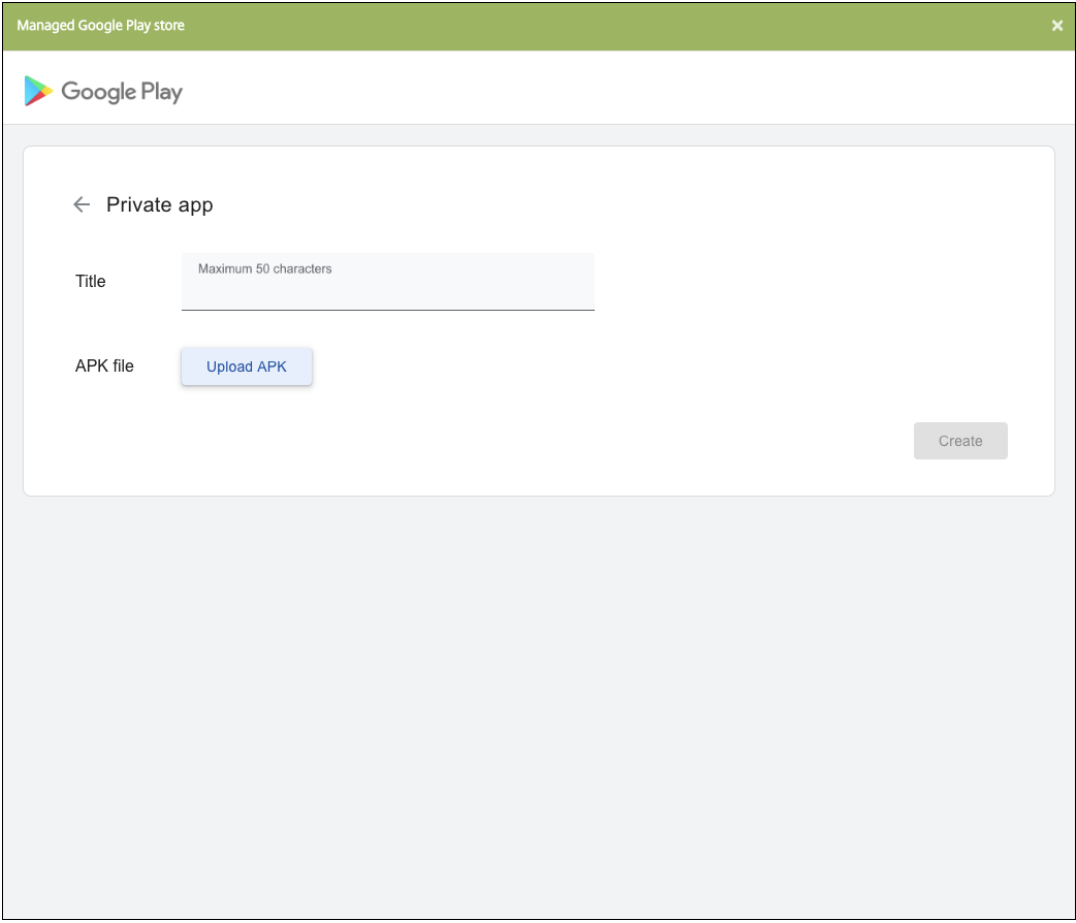 Managed Google Play store
Google Play
Private app
Title
Maximum 50 characters
APK file
Upload APK
Create